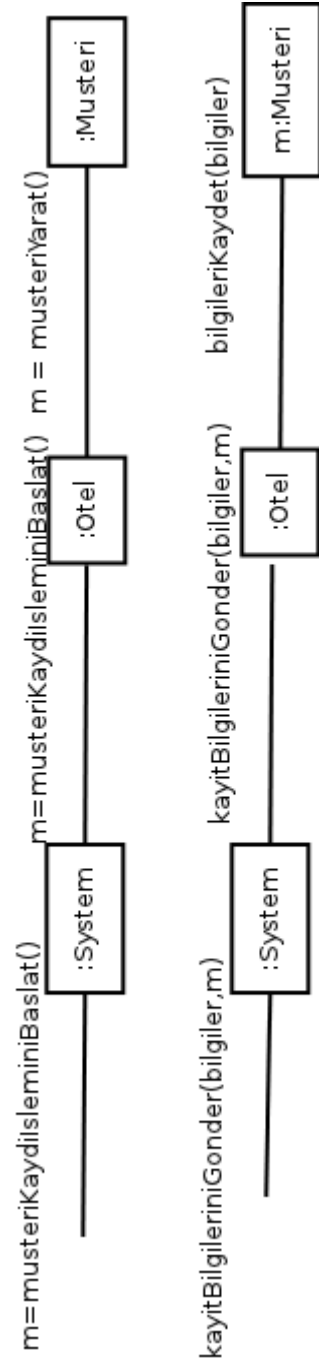 m=musteriKaydiIsleminiBaslat()
:System
m=musteriKaydiIsleminiBaslat()
:Otel
m = musteriYarat()
:Musteri
kayitBilgileriniGonder(bilgiler,m)
:System
kayitBilgileriniGonder(bilgiler,m)
:Otel
bilgileriKaydet(bilgiler)
m:Musteri